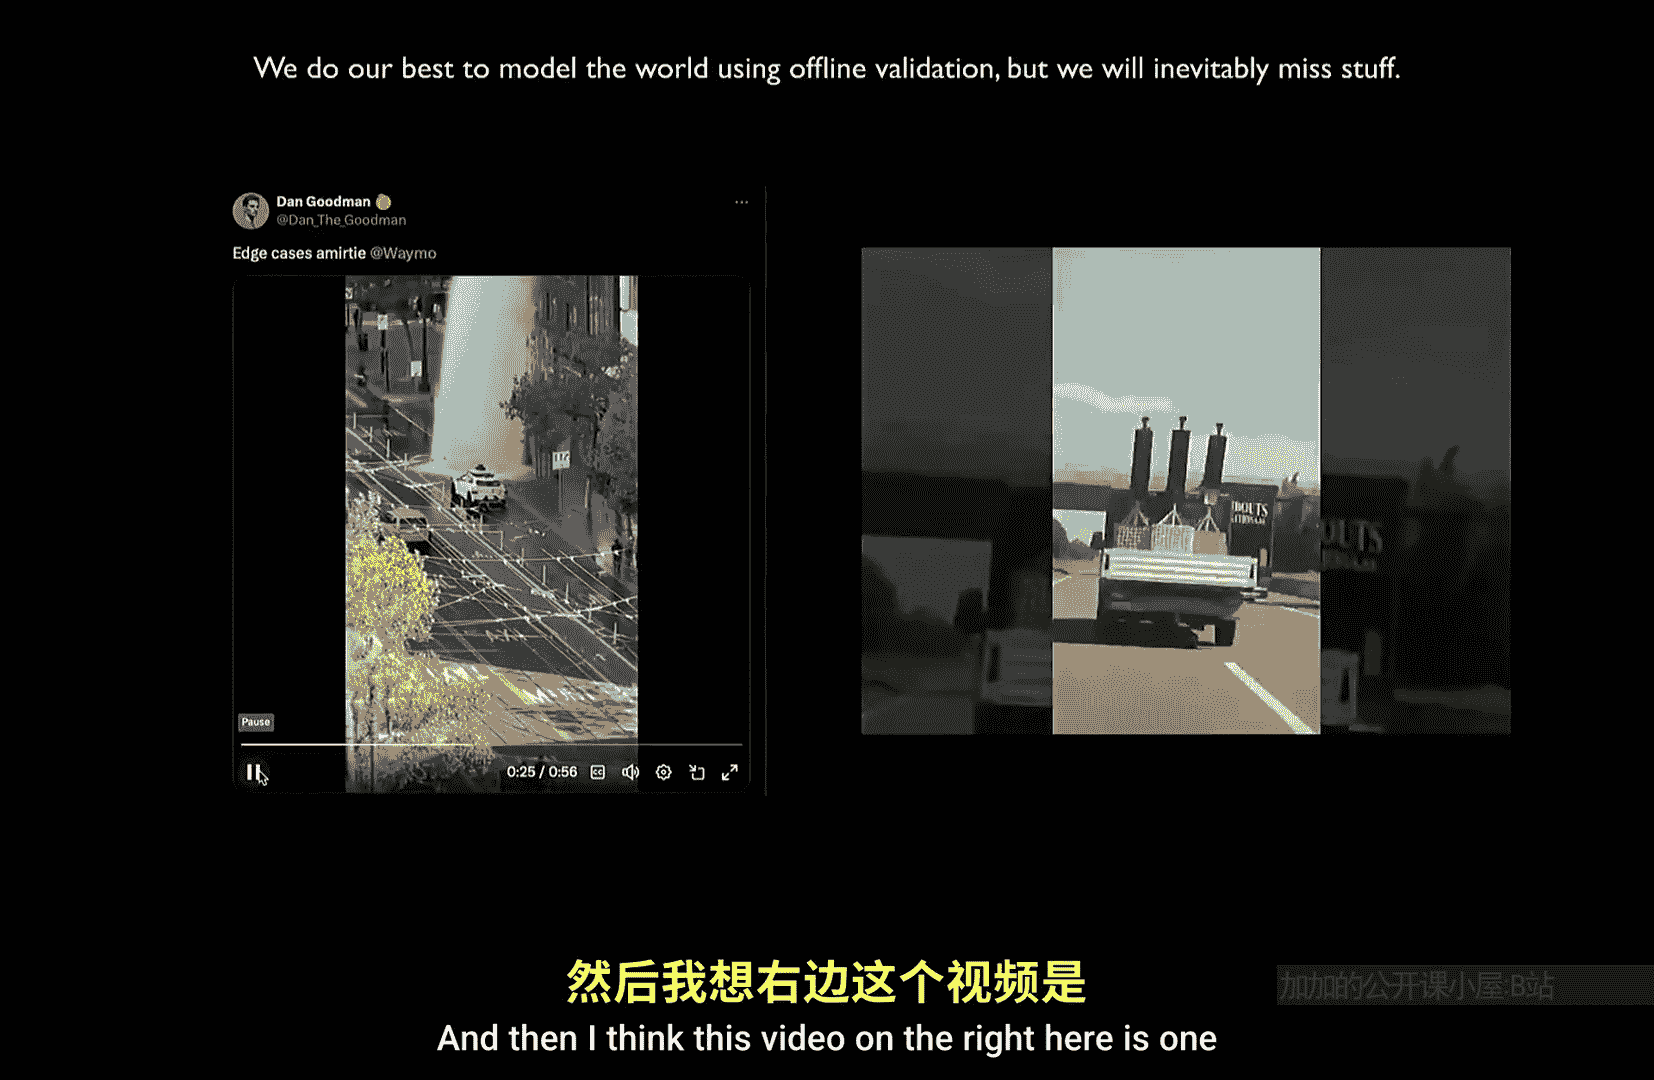 We do our best to model the world using offline validation, but we will inevitably miss stuff.
Dan Goodman
@Dan_The_Goodman
Edge cases amirtie @Waymo
Pause
0:25 / 0:56
CC
然后我想右边这个视频是
加加的公开课小屋:B站
And then I think this video on the right here is one